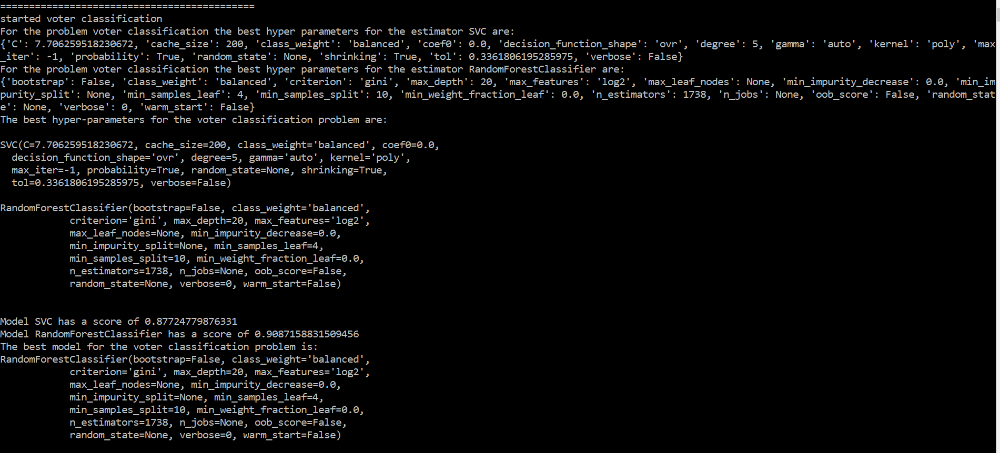 ============================================
started voter classification
For the problem voter classification the best hyper parameters for the estimator SVC are:
{'C': 7.706259518230672, 'cache_size': 200, 'class_weight': 'balanced', 'coef0': 0.0, 'decision_function_shape': 'ovr', 'degree': 5, 'gamma': 'auto', 'kernel': 'poly', 'max
_iter': -1, 'probability': True, 'random_state': None, 'shrinking': True, 'tol': 0.3361806195285975, 'verbose': False}
For the problem voter classification the best hyper parameters for the estimator RandomForestClassifier are:
{'bootstrap': False, 'class_weight': 'balanced', 'criterion': 'gini', 'max_depth': 20, 'max_features': 'log2', 'max_leaf_nodes': None, 'min_impurity_decrease': 0.0, 'min_im
purity_split': None, 'min_samples_leaf': 4, 'min_samples_split': 10, 'min_weight_fraction_leaf': 0.0, 'n_estimators': 1738, 'n_jobs': None, 'oob_score': False, 'random_stat
e': None, 'verbose': 0, 'warm_start': False}
The best hyper-parameters for the voter classification problem are:

SVC(C=7.706259518230672, cache_size=200, class_weight='balanced', coef0=0.0,
  decision_function_shape='ovr', degree=5, gamma='auto', kernel='poly',
  max_iter=-1, probability=True, random_state=None, shrinking=True,
  tol=0.3361806195285975, verbose=False)

RandomForestClassifier(bootstrap=False, class_weight='balanced',
            criterion='gini', max_depth=20, max_features='log2',
            max_leaf_nodes=None, min_impurity_decrease=0.0,
            min_impurity_split=None, min_samples_leaf=4,
            min_samples_split=10, min_weight_fraction_leaf=0.0,
            n_estimators=1738, n_jobs=None, oob_score=False,
            random_state=None, verbose=0, warm_start=False)

Model SVC has a score of 0.87724779876331
Model RandomForestClassifier has a score of 0.9087158831509456
The best model for the voter classification problem is:
RandomForestClassifier(bootstrap=False, class_weight='balanced',
            criterion='gini', max_depth=20, max_features='log2',
            max_leaf_nodes=None, min_impurity_decrease=0.0,
            min_impurity_split=None, min_samples_leaf=4,
            min_samples_split=10, min_weight_fraction_leaf=0.0,
            n_estimators=1738, n_jobs=None, oob_score=False,
            random_state=None, verbose=0, warm_start=False)